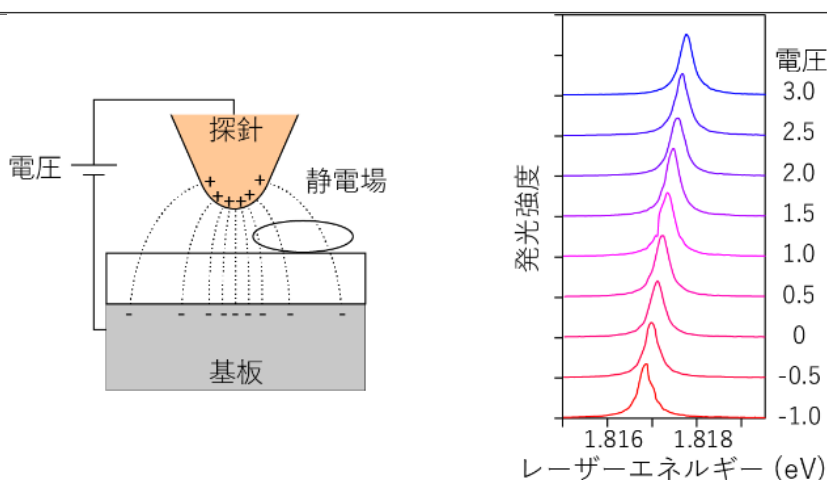 探針
電圧
静電場
+ + + + + +
- - - - - - - - -
基板
発光強度
電圧
3.0
2.5
2.0
1.5
1.0
0.5
0
-0.5
-1.0
1.816 1.818
レーザーエネルギー (eV)